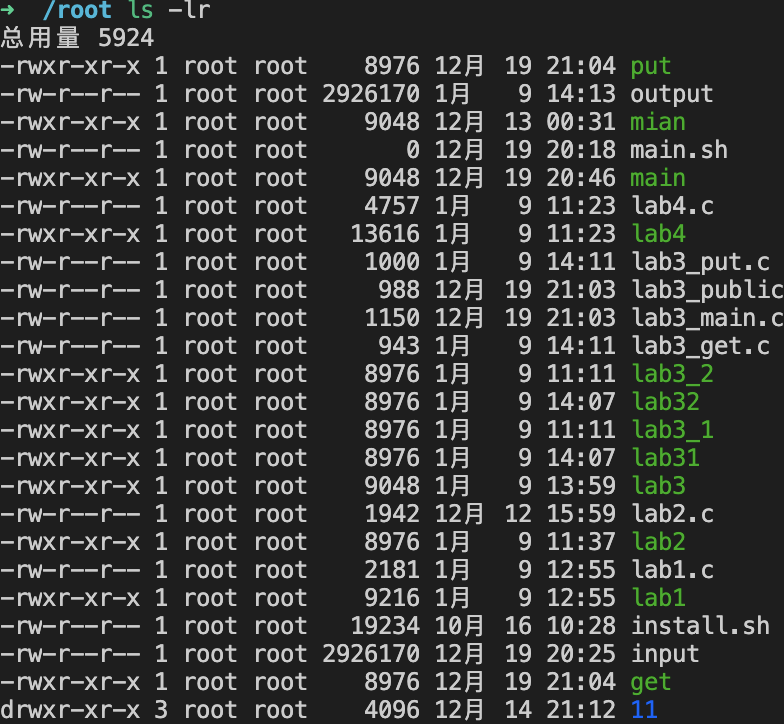 ➜  /root ls -lr
总用量 5924
-rwxr-xr-x 1 root root    8976 12月 19 21:04 put
-rw-r--r-- 1 root root 2926170 1月   9 14:13 output
-rwxr-xr-x 1 root root    9048 12月 13 00:31 mian
-rw-r--r-- 1 root root       0 12月 19 20:18 main.sh
-rwxr-xr-x 1 root root    9048 12月 19 20:46 main
-rw-r--r-- 1 root root    4757 1月   9 11:23 lab4.c
-rwxr-xr-x 1 root root   13616 1月   9 11:23 lab4
-rw-r--r-- 1 root root    1000 1月   9 14:11 lab3_put.c
-rw-r--r-- 1 root root     988 12月 19 21:03 lab3_public
-rw-r--r-- 1 root root    1150 12月 19 21:03 lab3_main.c
-rw-r--r-- 1 root root     943 1月   9 14:11 lab3_get.c
-rwxr-xr-x 1 root root    8976 1月   9 11:11 lab3_2
-rwxr-xr-x 1 root root    8976 1月   9 14:07 lab32
-rwxr-xr-x 1 root root    8976 1月   9 11:11 lab3_1
-rwxr-xr-x 1 root root    8976 1月   9 14:07 lab31
-rwxr-xr-x 1 root root    9048 1月   9 13:59 lab3
-rw-r--r-- 1 root root    1942 12月 12 15:59 lab2.c
-rwxr-xr-x 1 root root    8976 1月   9 11:37 lab2
-rw-r--r-- 1 root root    2181 1月   9 12:55 lab1.c
-rwxr-xr-x 1 root root    9216 1月   9 12:55 lab1
-rw-r--r-- 1 root root   19234 10月 16 10:28 install.sh
-rw-r--r-- 1 root root 2926170 12月 19 20:25 input
-rwxr-xr-x 1 root root    8976 12月 19 21:04 get
drwxr-xr-x 3 root root    4096 12月 14 21:12 11